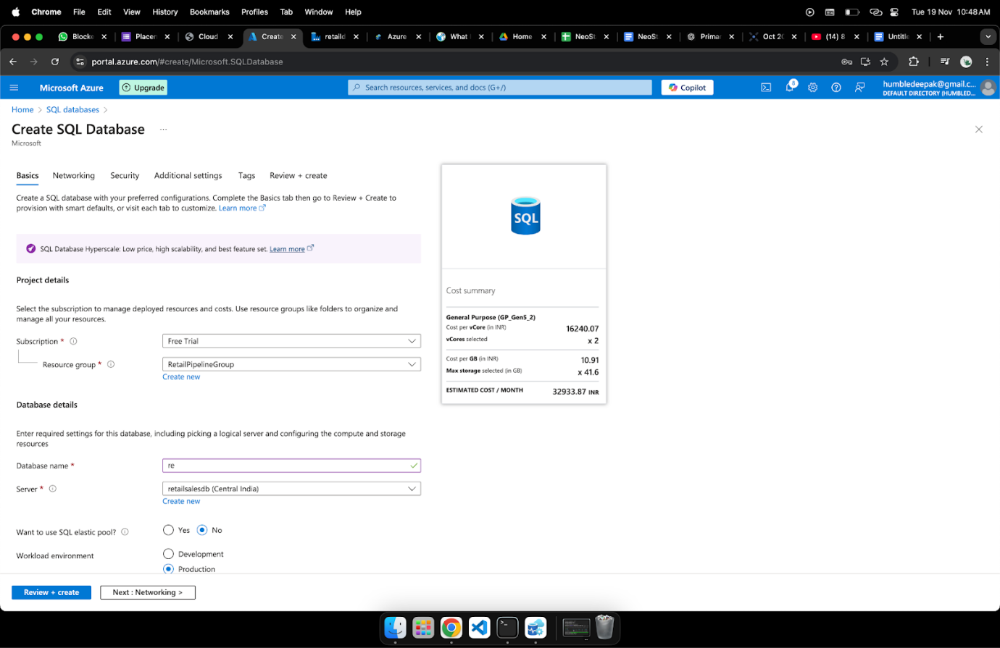 Chrome File Edit View History Bookmarks Profiles Tab Window Help Tue 19 Nov 10:48 AM
Blocke Placen Cloud Create retaild Azure What I Home NeoSt NeoSt Primar Oct 20 (14) 8 Untitle
portal.azure.com/#create/Microsoft.SQLDatabase
Microsoft Azure Upgrade Search resources, services, and docs (G+/) Copilot 8 humbledeepak@gmail.c...
DEFAULT DIRECTORY (HUMBLED...
Home > SQL databases >
Create SQL Database ...
Microsoft
Basics Networking Security Additional settings Tags Review + create
Create a SQL database with your preferred configurations. Complete the Basics tab then go to Review + Create to
provision with smart defaults, or visit each tab to customize. Learn more
SQL Database Hyperscale: Low price, high scalability, and best feature set. Learn more
Project details
Select the subscription to manage deployed resources and costs. Use resource groups like folders to organize and
manage all your resources.
Subscription * Free Trial
Resource group * RetailPipelineGroup
Create new
Database details
Enter required settings for this database, including picking a logical server and configuring the compute and storage
resources
Database name * re
Server * retailsalesdb (Central India)
Create new
Want to use SQL elastic pool? Yes No
Workload environment Development
Production
Review + create Next : Networking >
SQL
Cost summary
General Purpose (GP_Gen5_2)
Cost per vCore (in INR) 16240.07
vCores selected x 2
Cost per GB (in INR) 10.91
Max storage selected (in GB) x 41.6
ESTIMATED COST / MONTH 32933.87 INR